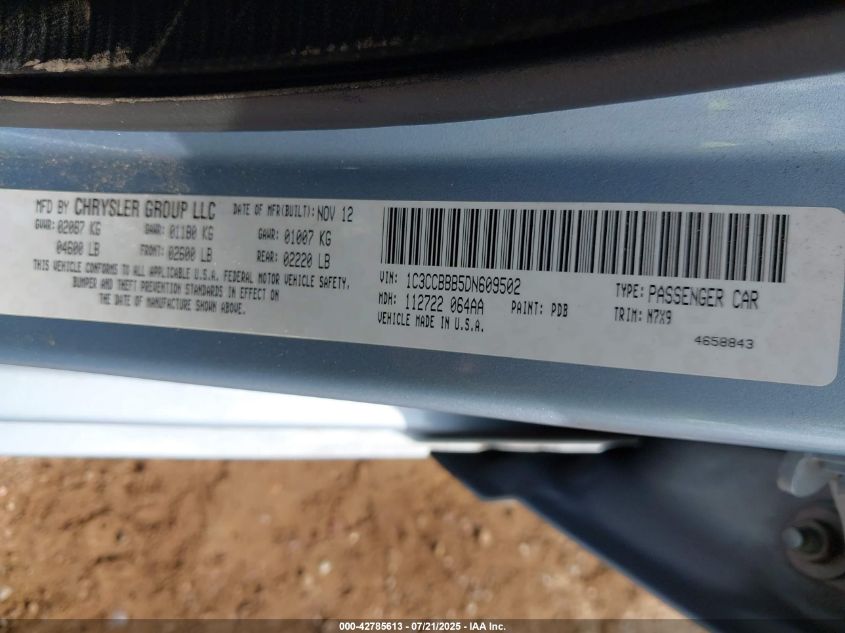 MFD BY CHRYSLER GROUP LLC DATE OF MFR(BUILT): NOV 12
GVWR: 02087 KG GAWR: 01180 KG GAWR: 01007 KG
04600 LB FRONT: 02600 LB REAR: 02220 LB
THIS VEHICLE CONFORMS TO ALL APPLICABLE U.S.A. FEDERAL MOTOR VEHICLE SAFETY,
BUMPER AND THEFT PREVENTION STANDARDS IN EFFECT ON
THE DATE OF MANUFACTURE SHOWN ABOVE.
VIN: 1C3CCBBB5DN609502 TYPE: PASSENGER CAR
MDH: 112722 064AA PAINT: PDB TRIM: N7X9
VEHICLE MADE IN U.S.A. 4658843
000-42785613 - 07/21/2025 - IAA Inc.